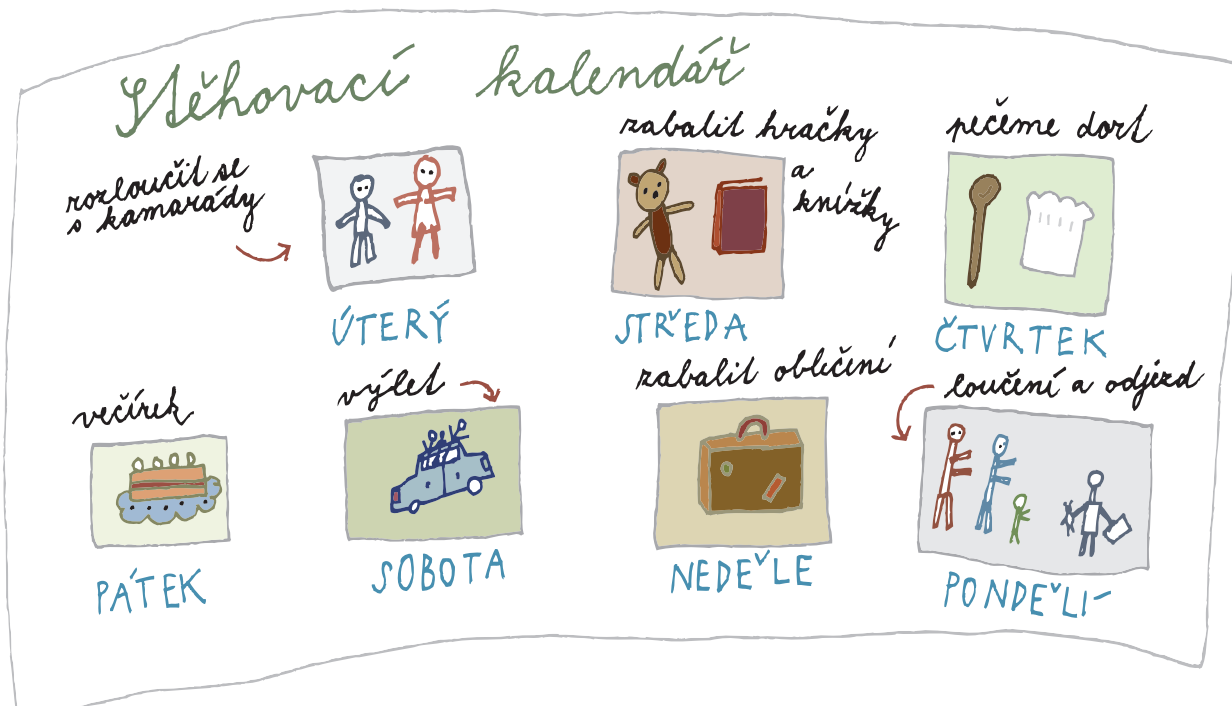 Stěhovací kalendář
rozloučit se
s kamarády
ÚTERÝ
zabalit hračky
a
knížky
STŘEDA
pečeme dort
ČTVRTEK
večírek
PÁTEK
výlet
SOBOTA
zabalit oblečení
NEDĚLE
loučení a odjezd
PONDĚLÍ